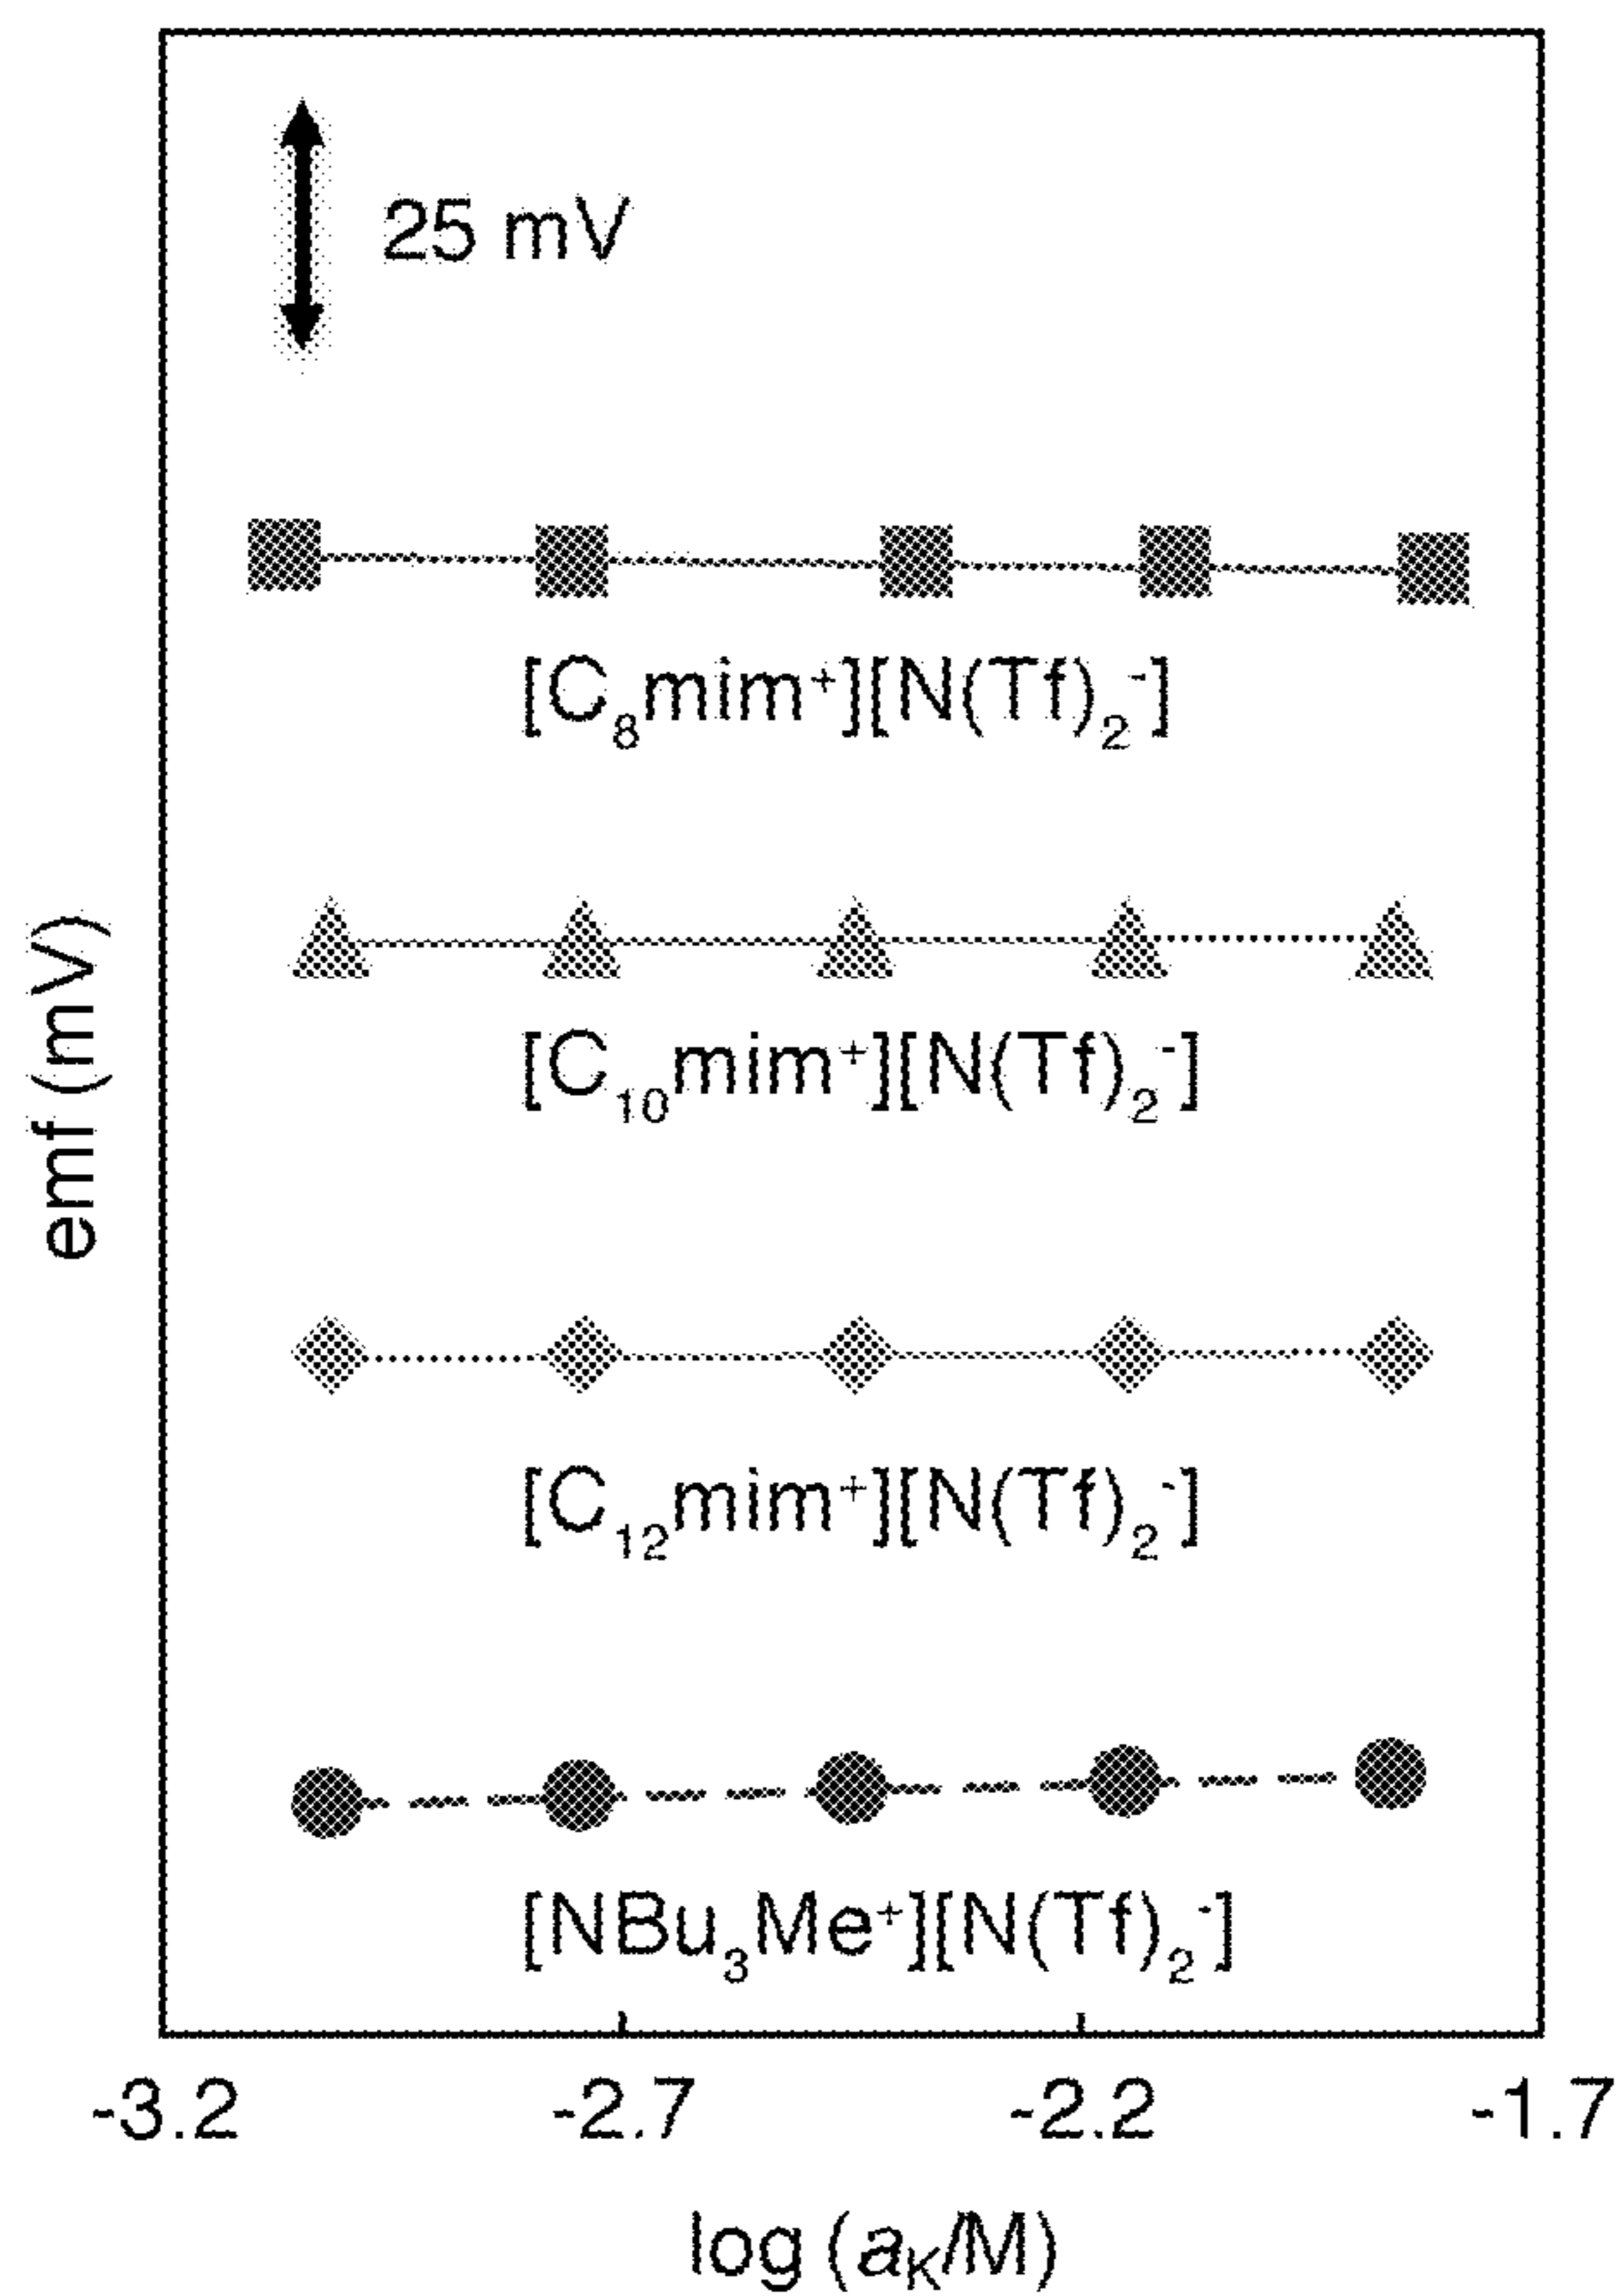 25 mV
[C₈mim⁺][N(Tf)₂⁻]
[C₁₀mim⁺][N(Tf)₂⁻]
emf (mV)
[C₁₂mim⁺][N(Tf)₂⁻]
[NBu₃Me⁺][N(Tf)₂⁻]
-3.2 -2.7 -2.2 -1.7
log (aₖ/M)